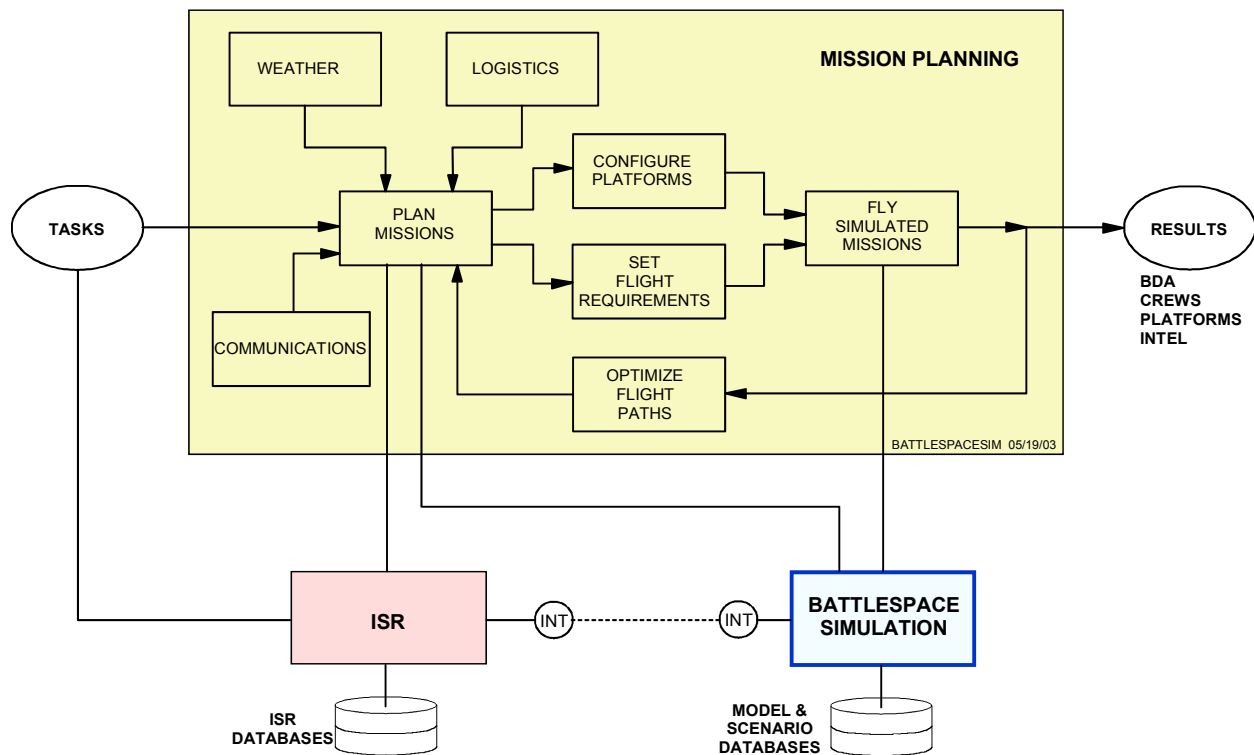 WEATHER
LOGISTICS
MISSION PLANNING
CONFIGURE
PLATFORMS
TASKS
PLAN
MISSIONS
FLY
SIMULATED
MISSIONS
RESULTS
BDA
CREWS
PLATFORMS
INTEL
SET
FLIGHT
REQUIREMENTS
COMMUNICATIONS
OPTIMIZE
FLIGHT
PATHS
BATTLESPACESIM 05/19/03
ISR
INT
INT
BATTLESPACE
SIMULATION
ISR
DATABASES
MODEL &
SCENARIO
DATABASES